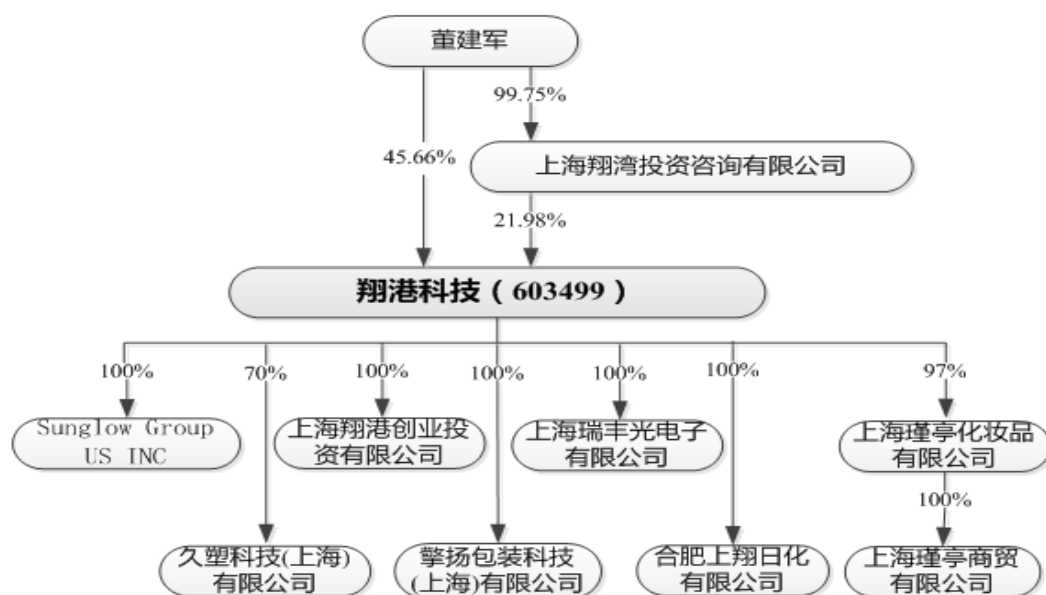 董建军
99.75%
45.66%
上海翔湾投资咨询有限公司
21.98%
翔港科技（603499）
100%
70%
100%
100%
100%
100%
97%
Sunglow Group
US INC
上海翔港创业投
资有限公司
上海瑞丰光电子
有限公司
上海瑾亭化妆品
有限公司
100%
久塑科技(上海)
有限公司
擎扬包装科技
(上海)有限公司
合肥上翔日化
有限公司
上海瑾亭商贸
有限公司